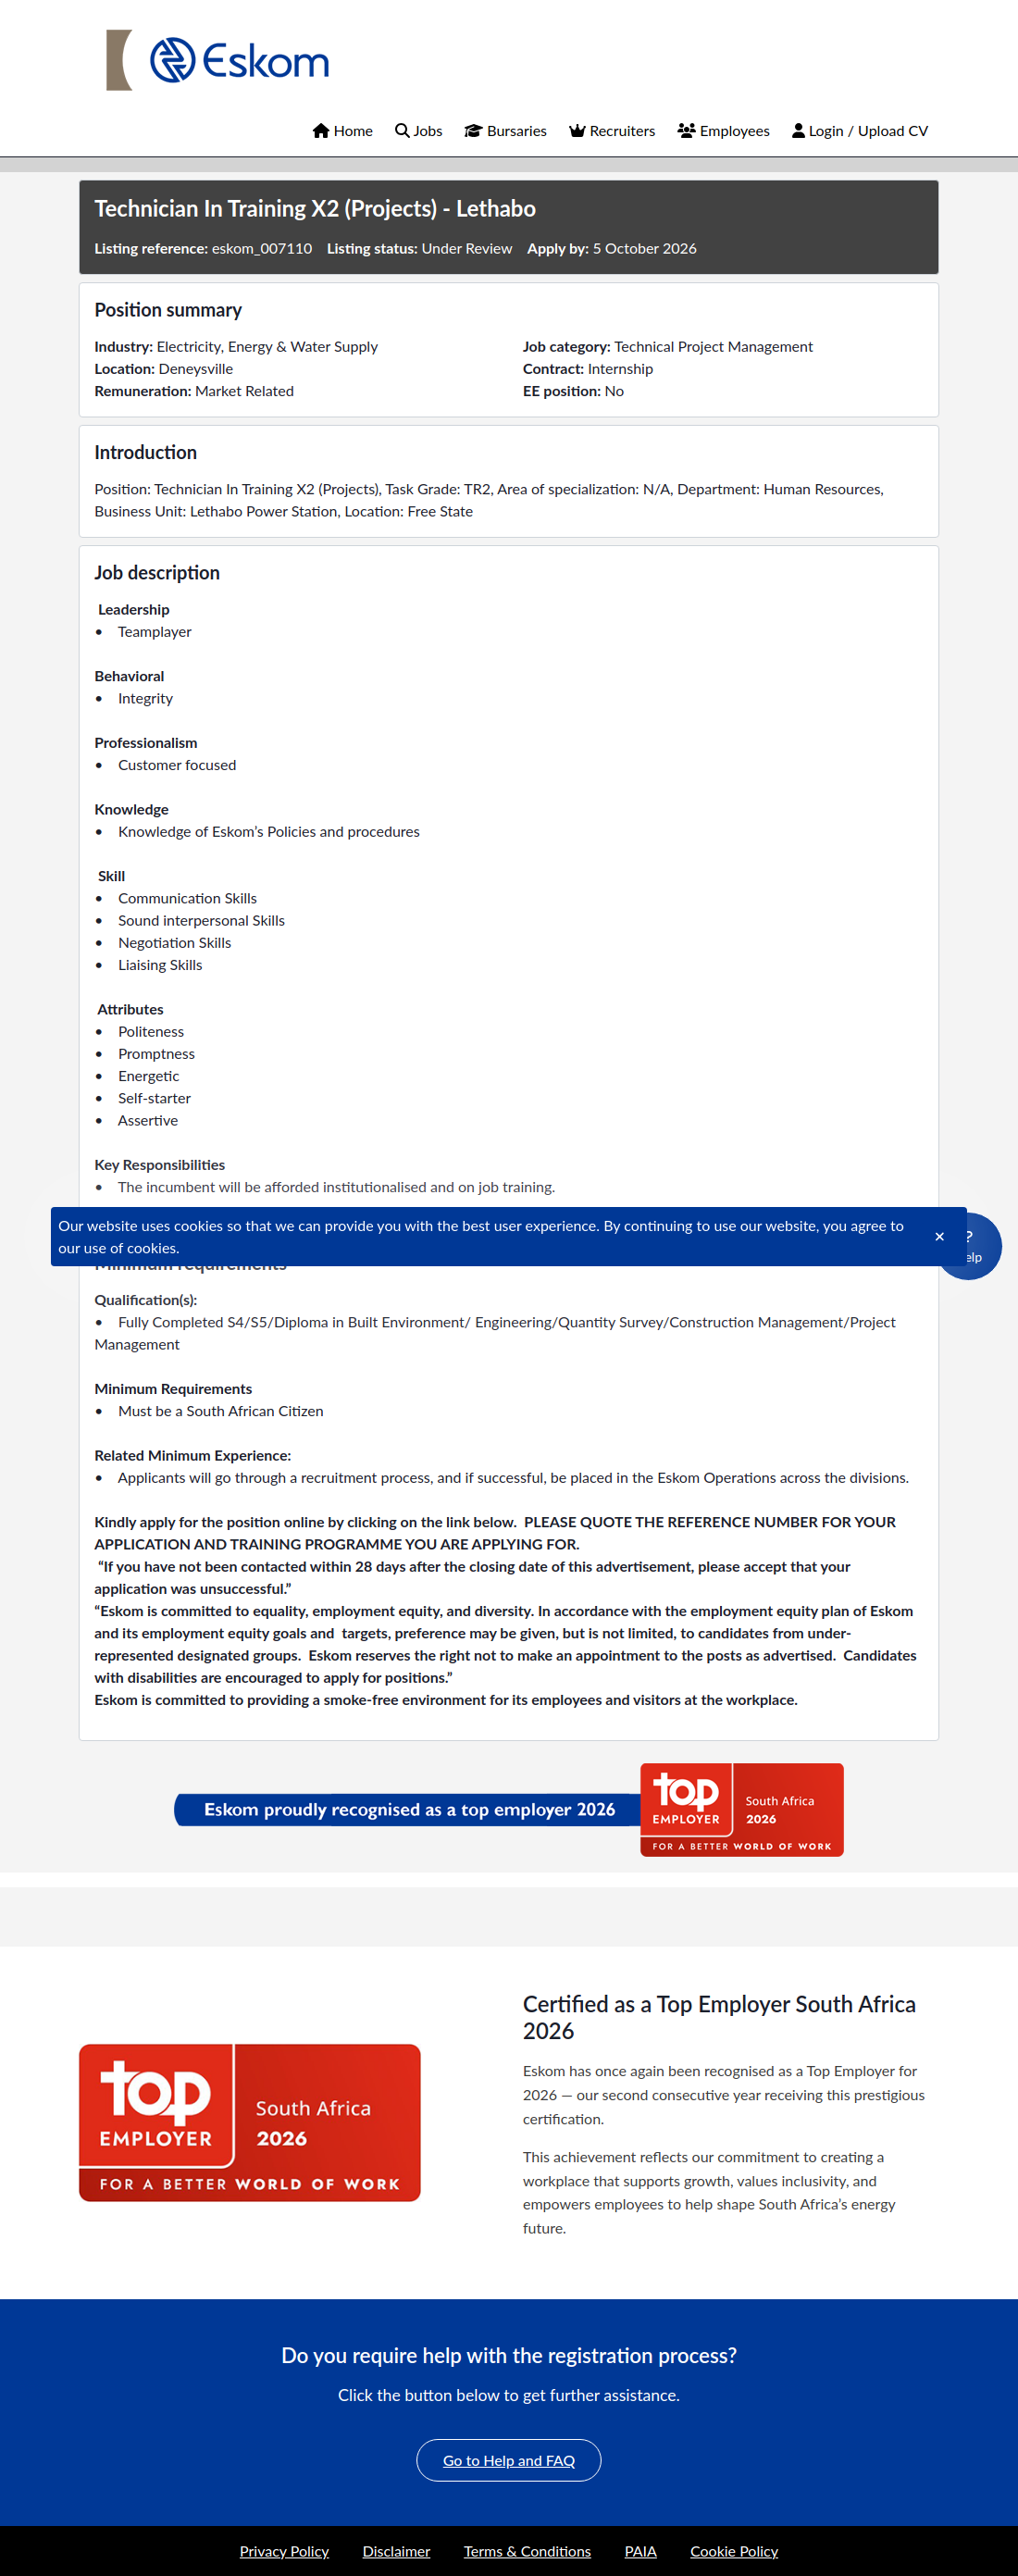 Eskom
Home Jobs Bursaries Recruiters Employees Login / Upload CV
Technician In Training X2 (Projects) - Lethabo
Listing reference: eskom_007110 Listing status: Under Review Apply by: 5 October 2026
Position summary
Industry: Electricity, Energy & Water Supply
Location: Deneysville
Remuneration: Market Related
Job category: Technical Project Management
Contract: Internship
EE position: No
Introduction
Position: Technician In Training X2 (Projects), Task Grade: TR2, Area of specialization: N/A, Department: Human Resources,
Business Unit: Lethabo Power Station, Location: Free State
Job description
Leadership
• Teamplayer
Behavioral
• Integrity
Professionalism
• Customer focused
Knowledge
• Knowledge of Eskom’s Policies and procedures
Skill
• Communication Skills
• Sound interpersonal Skills
• Negotiation Skills
• Liaising Skills
Attributes
• Politeness
• Promptness
• Energetic
• Self-starter
• Assertive
Key Responsibilities
• The incumbent will be afforded institutionalised and on job training.
Our website uses cookies so that we can provide you with the best user experience. By continuing to use our website, you agree to
our use of cookies.
×
?
elp
Minimum requirements
Qualification(s):
• Fully Completed S4/S5/Diploma in Built Environment/ Engineering/Quantity Survey/Construction Management/Project
Management
Minimum Requirements
• Must be a South African Citizen
Related Minimum Experience:
• Applicants will go through a recruitment process, and if successful, be placed in the Eskom Operations across the divisions.
Kindly apply for the position online by clicking on the link below. PLEASE QUOTE THE REFERENCE NUMBER FOR YOUR
APPLICATION AND TRAINING PROGRAMME YOU ARE APPLYING FOR.
“If you have not been contacted within 28 days after the closing date of this advertisement, please accept that your
application was unsuccessful.”
“Eskom is committed to equality, employment equity, and diversity. In accordance with the employment equity plan of Eskom
and its employment equity goals and targets, preference may be given, but is not limited, to candidates from under-
represented designated groups. Eskom reserves the right not to make an appointment to the posts as advertised. Candidates
with disabilities are encouraged to apply for positions.”
Eskom is committed to providing a smoke-free environment for its employees and visitors at the workplace.
Eskom proudly recognised as a top employer 2026
top
EMPLOYER
South Africa
2026
FOR A BETTER WORLD OF WORK
top
EMPLOYER
South Africa
2026
FOR A BETTER WORLD OF WORK
Certified as a Top Employer South Africa
2026
Eskom has once again been recognised as a Top Employer for
2026 — our second consecutive year receiving this prestigious
certification.
This achievement reflects our commitment to creating a
workplace that supports growth, values inclusivity, and
empowers employees to help shape South Africa’s energy
future.
Do you require help with the registration process?
Click the button below to get further assistance.
Go to Help and FAQ
Privacy Policy Disclaimer Terms & Conditions PAIA Cookie Policy